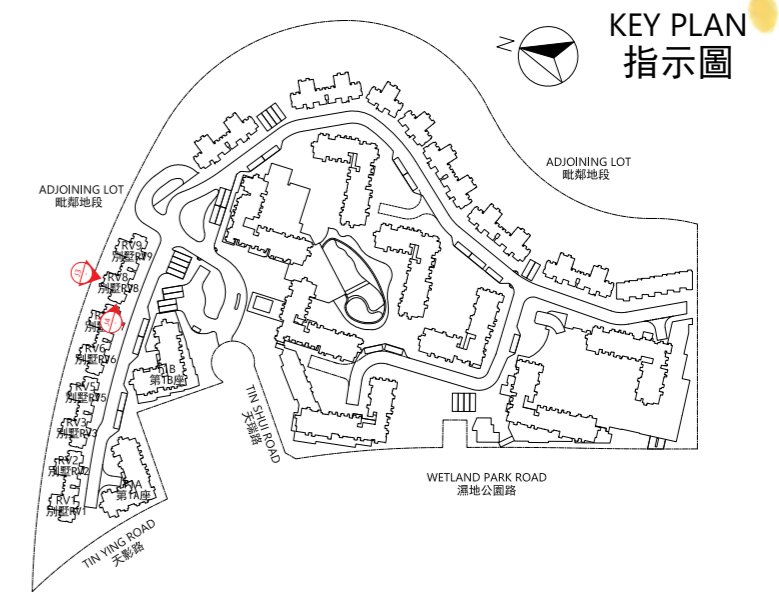 KEY PLAN
指示圖
N
ADJOINING LOT
毗鄰地段
ADJOINING LOT
毗鄰地段
RV9
別墅RV9
J3
RV8
別墅RV8
J4
RV6
別墅RV6
T1B
第1B座
RV5
別墅RV5
RV3
別墅RV3
TIN SHUI ROAD
天瑞路
RV2
別墅RV2
T1A
第1A座
WETLAND PARK ROAD
濕地公園路
RV1
別墅RV1
TIN YING ROAD
天影路